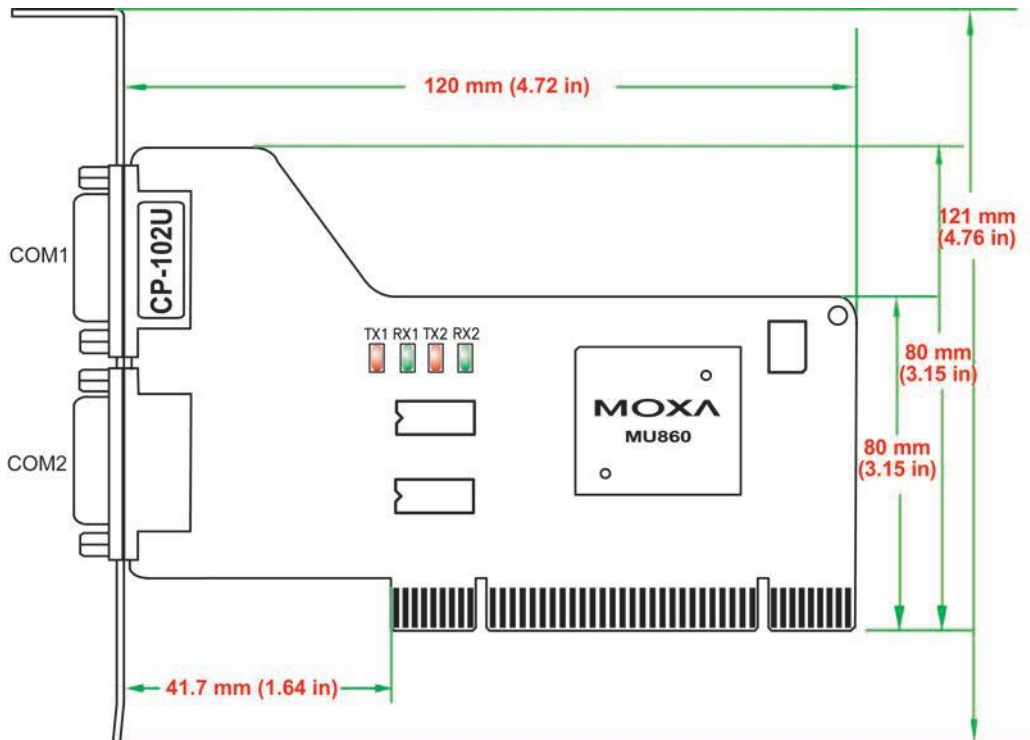 120 mm (4.72 in)
121 mm
(4.76 in)
COM1
CP-102U
TX1 RX1 TX2 RX2
80 mm
(3.15 in)
MOXA
MU860
80 mm
(3.15 in)
COM2
41.7 mm (1.64 in)